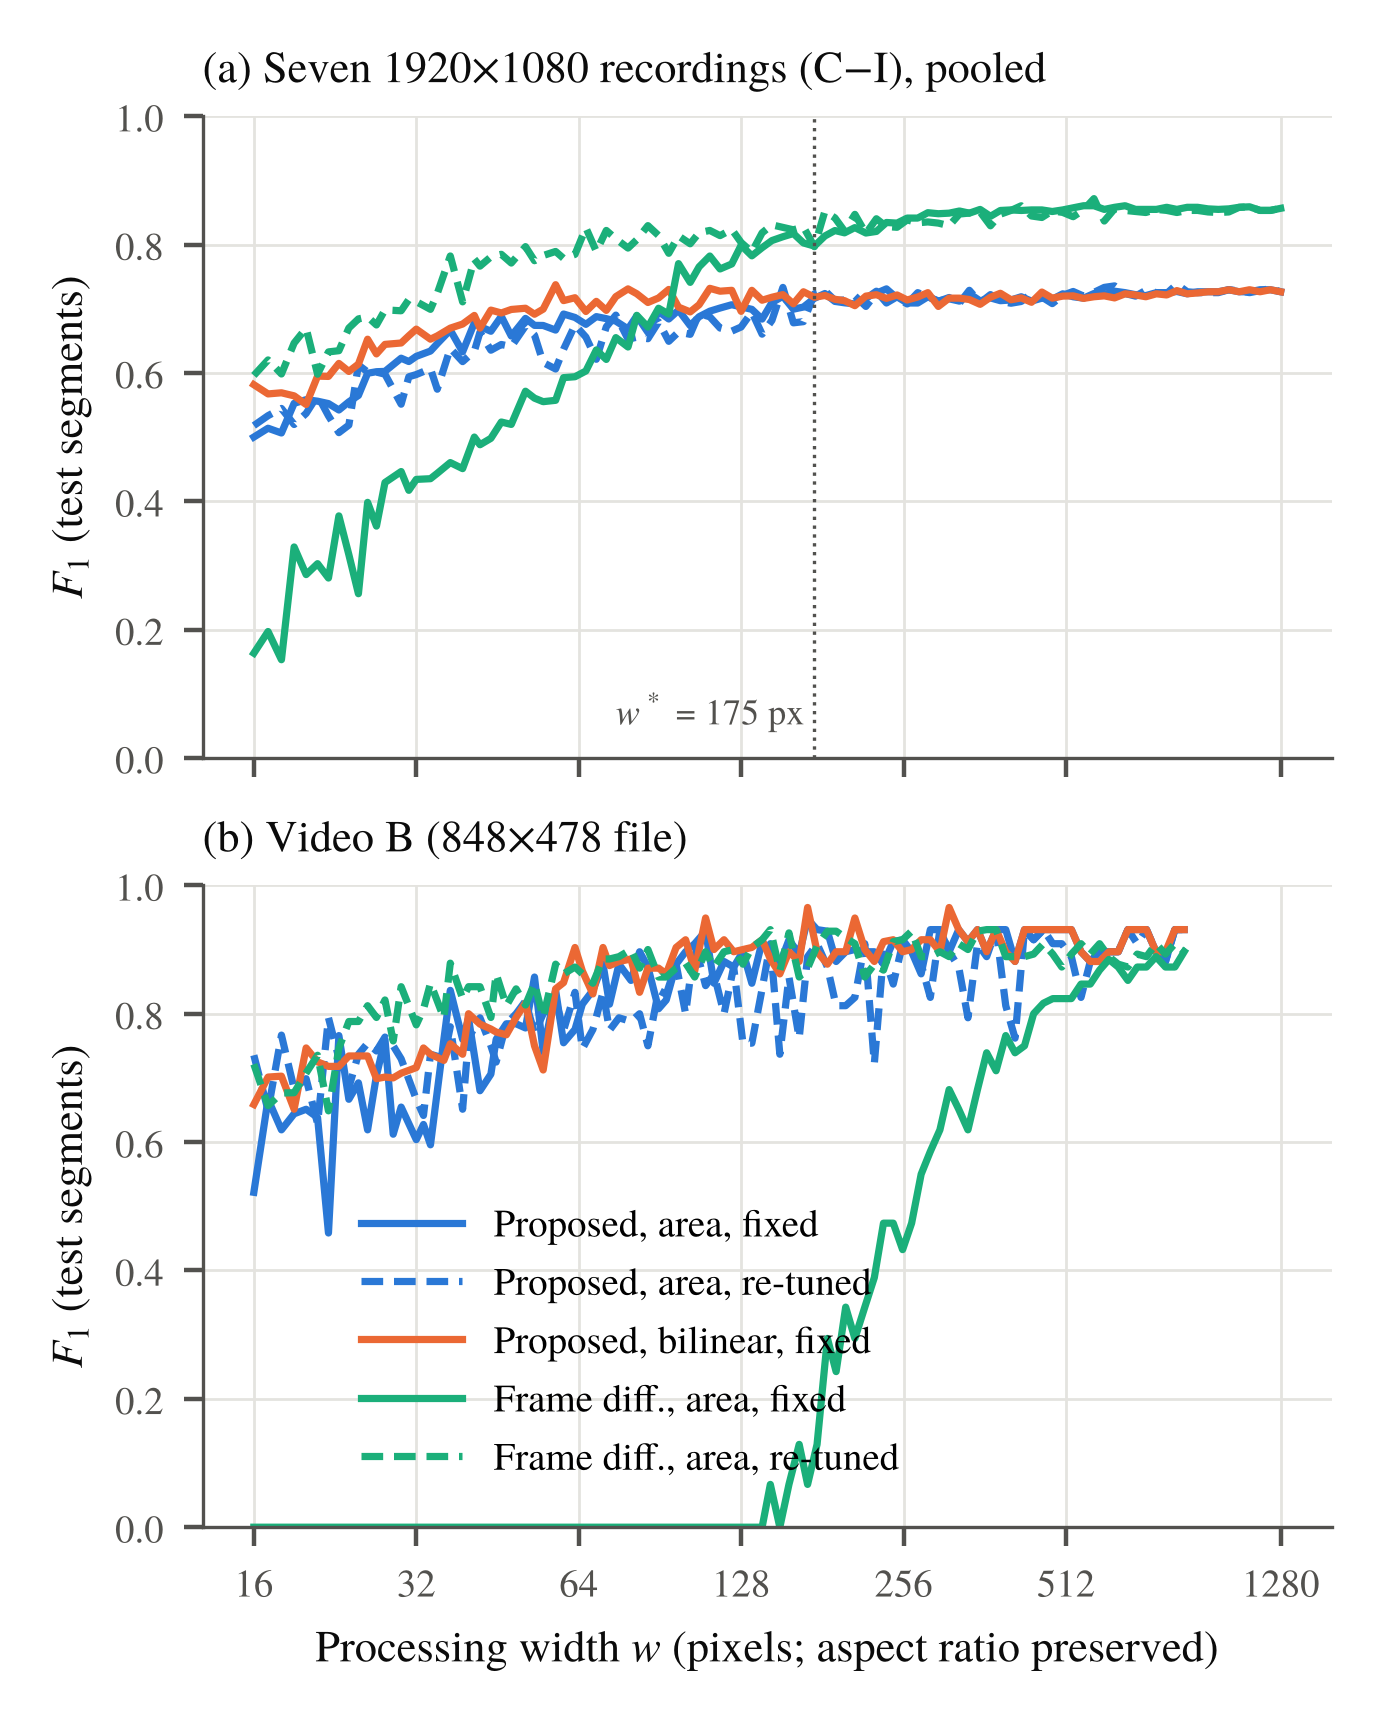 (a) Seven 1920×1080 recordings (C−I), pooled
1.0
0.8
0.6
0.4
0.2
0.0
F1 (test segments)
w* = 175 px
(b) Video B (848×478 file)
1.0
0.8
0.6
0.4
0.2
0.0
F1 (test segments)
Proposed, area, fixed
Proposed, area, re-tuned
Proposed, bilinear, fixed
Frame diff., area, fixed
Frame diff., area, re-tuned
16 32 64 128 256 512 1280
Processing width w (pixels; aspect ratio preserved)